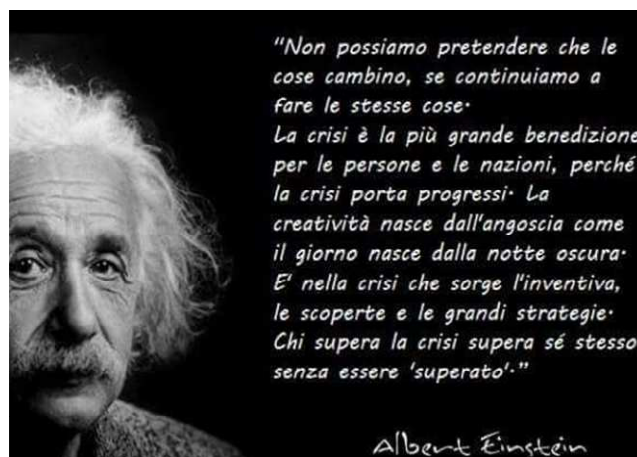 “Non possiamo pretendere che le
cose cambino, se continuiamo a
fare le stesse cose.
La crisi è la più grande benedizione
per le persone e le nazioni, perché
la crisi porta progressi. La
creatività nasce dall'angoscia come
il giorno nasce dalla notte oscura.
E' nella crisi che sorge l'inventiva,
le scoperte e le grandi strategie.
Chi supera la crisi supera sé stesso
senza essere 'superato'.”
Albert Einstein